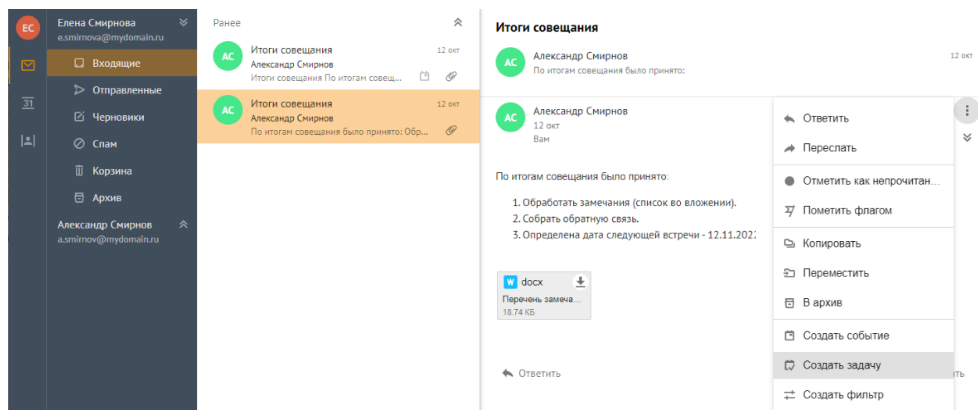 ЕС
Елена Смирнова
e.smirnova@mydomain.ru
31
Входящие
Отправленные
Черновики
Спам
Корзина
Архив
Александр Смирнов
a.smirnov@mydomain.ru
Ранее
АС
Итоги совещания
12 окт
Александр Смирнов
Итоги совещания По итогам совещ...
АС
Итоги совещания
12 окт
Александр Смирнов
По итогам совещания было принято: Обр...
Итоги совещания
АС
Александр Смирнов
12 окт
По итогам совещания было принято:
АС
Александр Смирнов
12 окт
Вам
По итогам совещания было принято:
1. Обработать замечания (список во вложении).
2. Собрать обратную связь.
3. Определена дата следующей встречи - 12.11.202
W docx
Перечень замеча...
18.74 КБ
Ответить
Ответить
Переслать
Отметить как непрочитан...
Пометить флагом
Копировать
Переместить
В архив
Создать событие
Создать задачу
Создать фильтр
ть